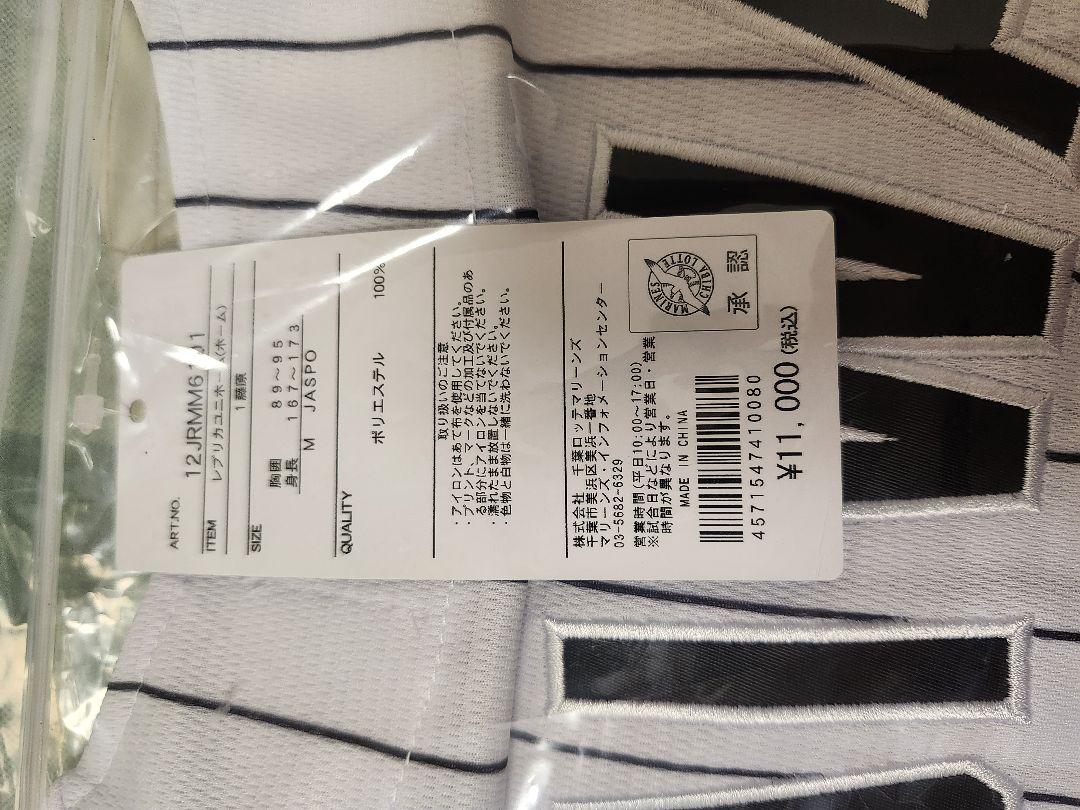 ART.NO.
12JRMM6
ITEM
レプリカユニホーム(ホーム)
1 藤原
SIZE
胸囲 89～95
身長 167～173
M JASPO
QUALITY
ポリエステル 100%
取り扱いのご注意
・アイロンはあて布を使用してください。
・プリント、マークなどの加工及び付属品のあ
る部分にアイロンを当てないでください。
・濡れたまま放置しないでください。
・色物と白物は一緒に洗わないでください。
株式会社 千葉ロッテマリーンズ
千葉市美浜区美浜一番地
マリーンズ・インフォメーションセンター
03-5682-6329
営業時間(平日10:00～17:00)
※試合日などにより営業日・営業
時間が異なります。
MADE IN CHINA
4571547410080
¥11,000(税込)
MARINES
CHIBA LOTTE
承認